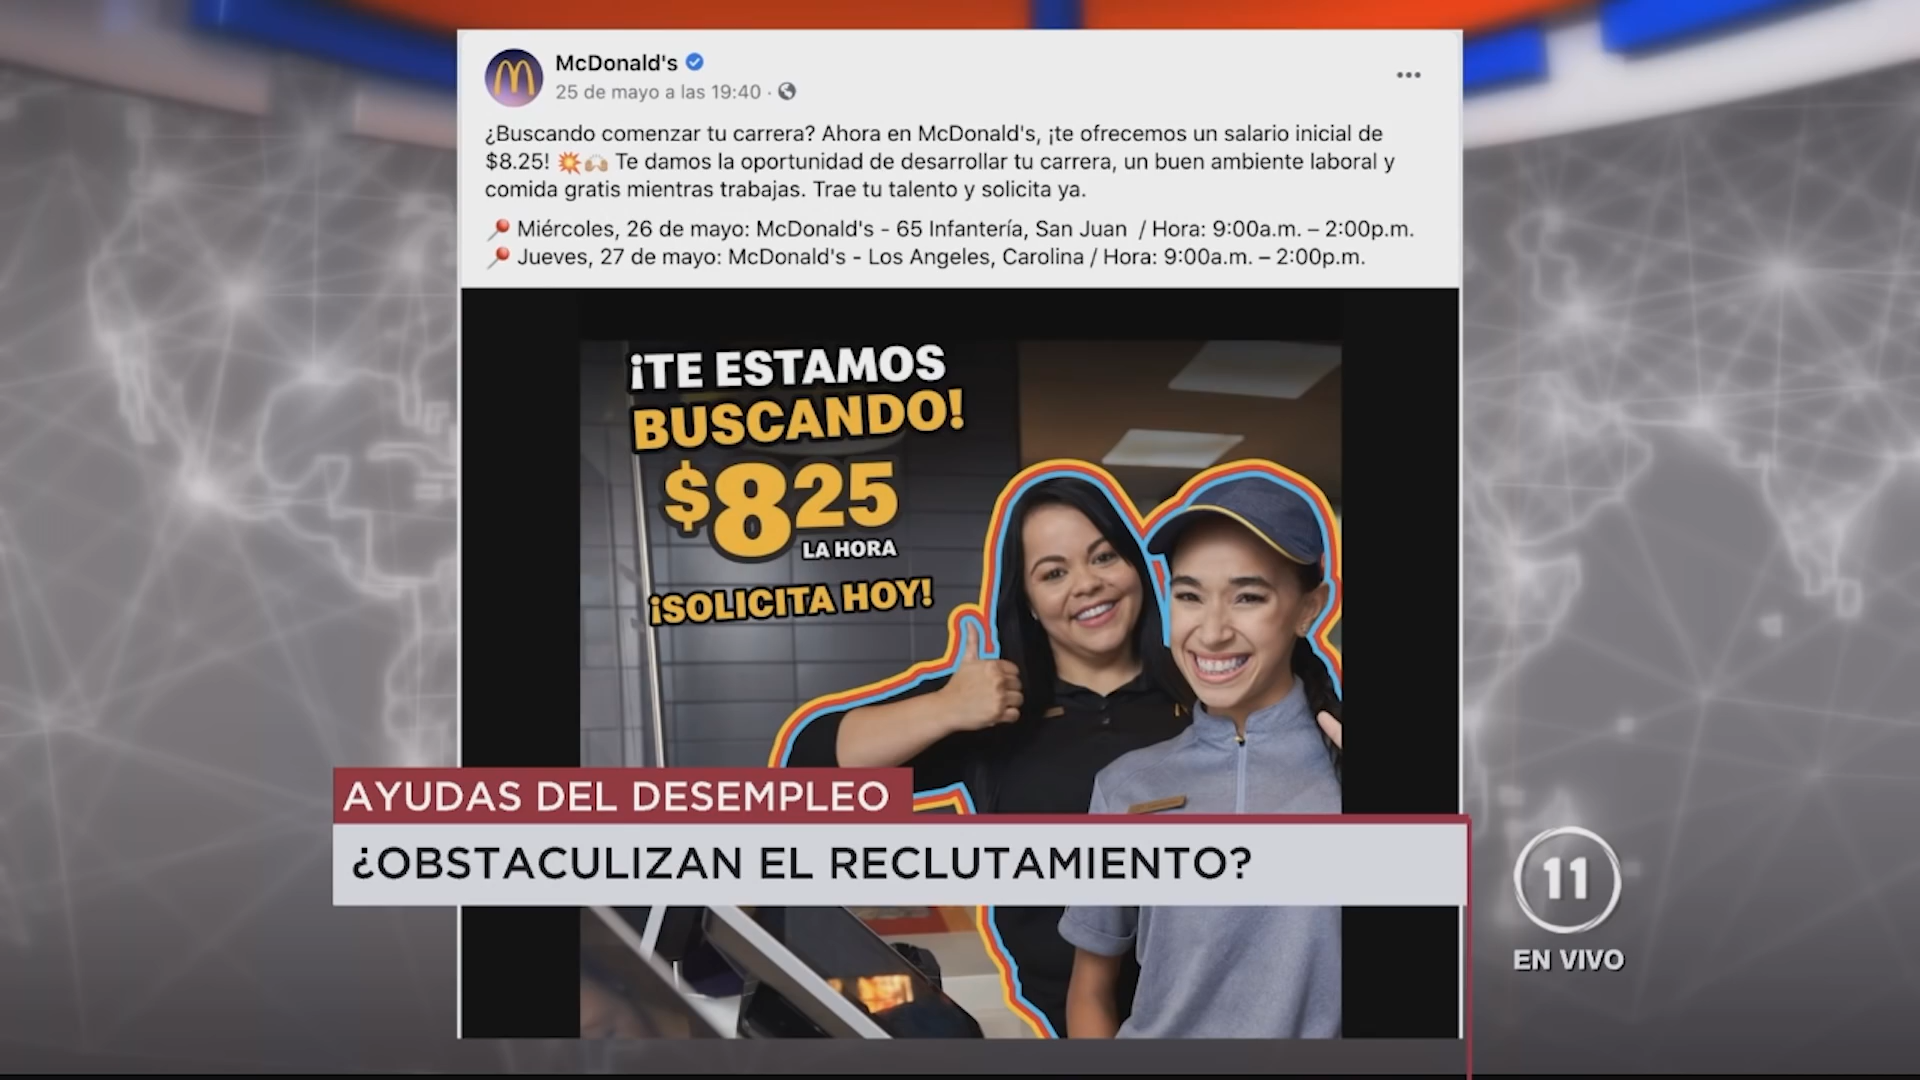 McDonald's
25 de mayo a las 19:40 ·
¿Buscando comenzar tu carrera? Ahora en McDonald's, ¡te ofrecemos un salario inicial de
$8.25! 💥🙌🏼 Te damos la oportunidad de desarrollar tu carrera, un buen ambiente laboral y
comida gratis mientras trabajas. Trae tu talento y solicita ya.
📍 Miércoles, 26 de mayo: McDonald's - 65 Infantería, San Juan / Hora: 9:00a.m. – 2:00p.m.
📍 Jueves, 27 de mayo: McDonald's - Los Angeles, Carolina / Hora: 9:00a.m. – 2:00p.m.
¡TE ESTAMOS
BUSCANDO!
$825
LA HORA
¡SOLICITA HOY!
AYUDAS DEL DESEMPLEO
¿OBSTACULIZAN EL RECLUTAMIENTO?
11
EN VIVO